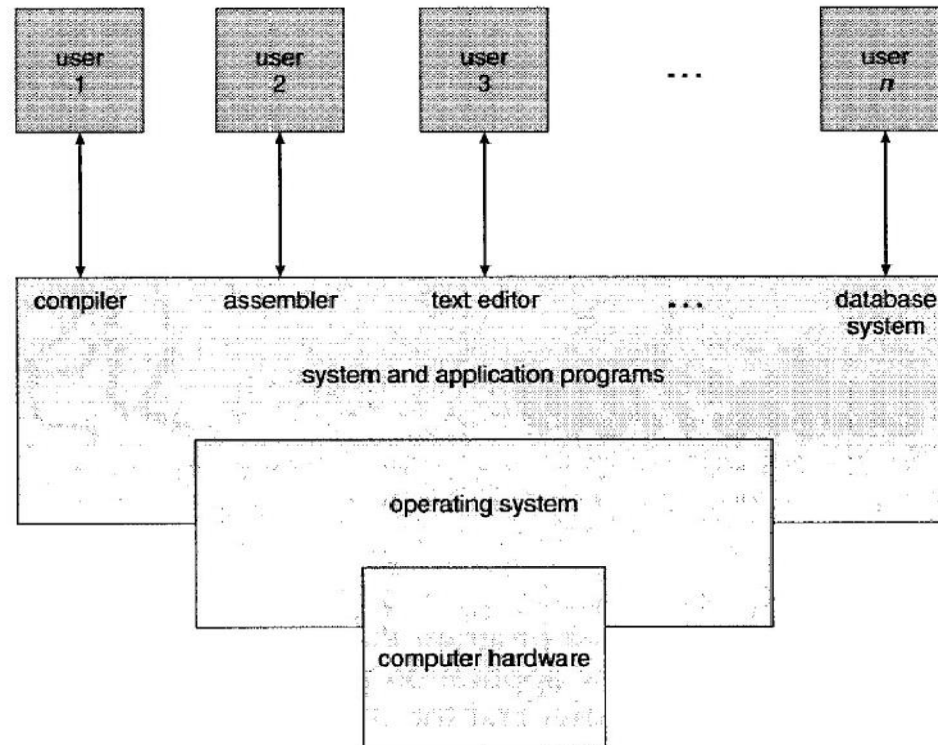 user 1
user 2
user 3
...
user n
compiler
assembler
text editor
...
database system
system and application programs
operating system
computer hardware